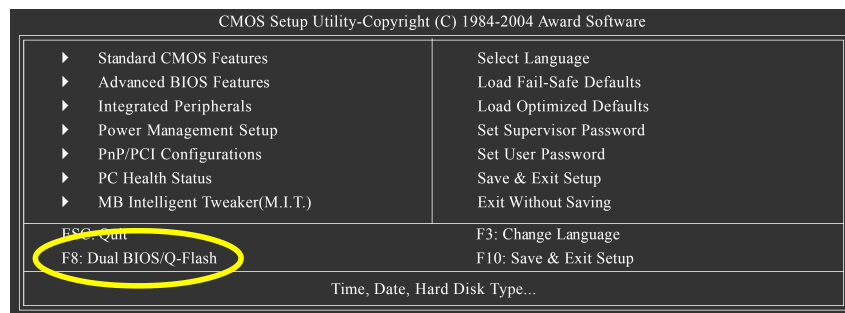 CMOS Setup Utility-Copyright (C) 1984-2004 Award Software
Standard CMOS Features
Advanced BIOS Features
Integrated Peripherals
Power Management Setup
PnP/PCI Configurations
PC Health Status
MB Intelligent Tweaker(M.I.T.)
Select Language
Load Fail-Safe Defaults
Load Optimized Defaults
Set Supervisor Password
Set User Password
Save & Exit Setup
Exit Without Saving
ESC: Quit
F8: Dual BIOS/Q-Flash
F3: Change Language
F10: Save & Exit Setup
Time, Date, Hard Disk Type...